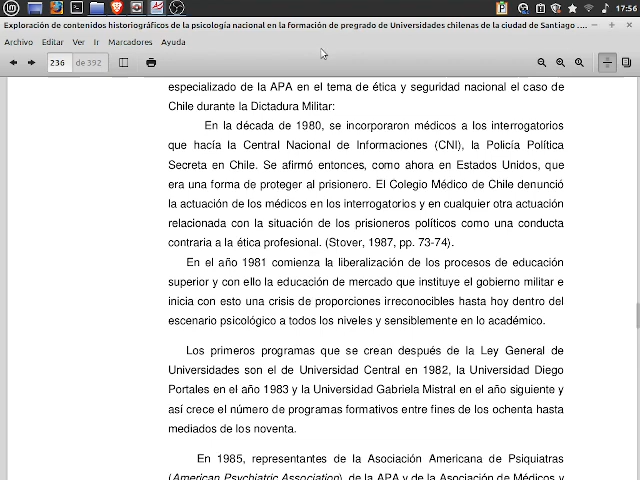 17:56
Exploración de contenidos historiográficos de la psicología nacional en la formación de pregrado de Universidades chilenas de la ciudad de Santiago ....
Archivo Editar Ver Ir Marcadores Ayuda
236 de 392
especializado de la APA en el tema de ética y seguridad nacional el caso de
Chile durante la Dictadura Militar:
En la década de 1980, se incorporaron médicos a los interrogatorios
que hacía la Central Nacional de Informaciones (CNI), la Policía Política
Secreta en Chile. Se afirmó entonces, como ahora en Estados Unidos, que
era una forma de proteger al prisionero. El Colegio Médico de Chile denunció
la actuación de los médicos en los interrogatorios y en cualquier otra actuación
relacionada con la situación de los prisioneros políticos como una conducta
contraria a la ética profesional. (Stover, 1987, pp. 73-74).
En el año 1981 comienza la liberalización de los procesos de educación
superior y con ello la educación de mercado que instituye el gobierno militar e
inicia con esto una crisis de proporciones irreconocibles hasta hoy dentro del
escenario psicológico a todos los niveles y sensiblemente en lo académico.
Los primeros programas que se crean después de la Ley General de
Universidades son el de Universidad Central en 1982, la Universidad Diego
Portales en el año 1983 y la Universidad Gabriela Mistral en el año siguiente y
así crece el número de programas formativos entre fines de los ochenta hasta
mediados de los noventa.
En 1985, representantes de la Asociación Americana de Psiquiatras
(American Psychiatric Association), de la APA y de la Asociación de Médicos y